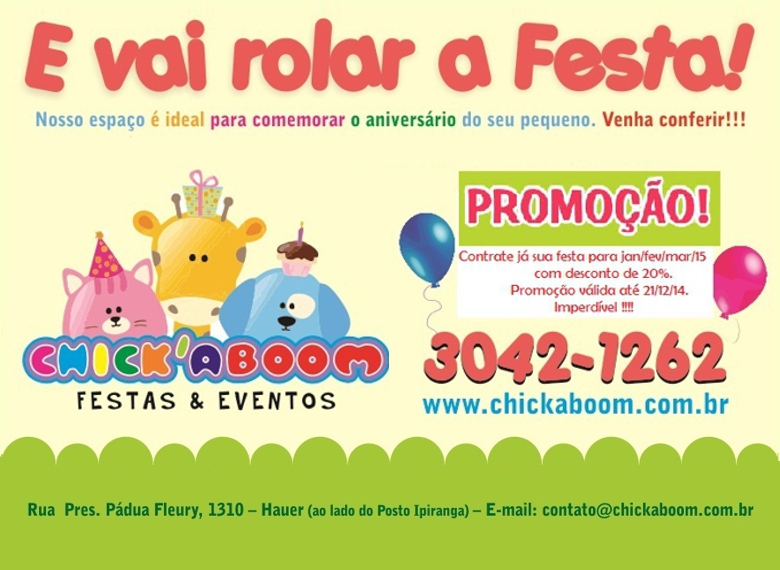 E vai rolar a Festa!
Nosso espaço é ideal para comemorar o aniversário do seu pequeno. Venha conferir!!!
PROMOÇÃO!
Contrate já sua festa para jan/fev/mar/15
com desconto de 20%.
Promoção válida até 21/12/14.
Imperdível !!!!
CHICK'ABOOM
FESTAS & EVENTOS
3042-1262
www.chickaboom.com.br
Rua Pres. Pádua Fleury, 1310 – Hauer (ao lado do Posto Ipiranga) – E-mail: contato@chickaboom.com.br